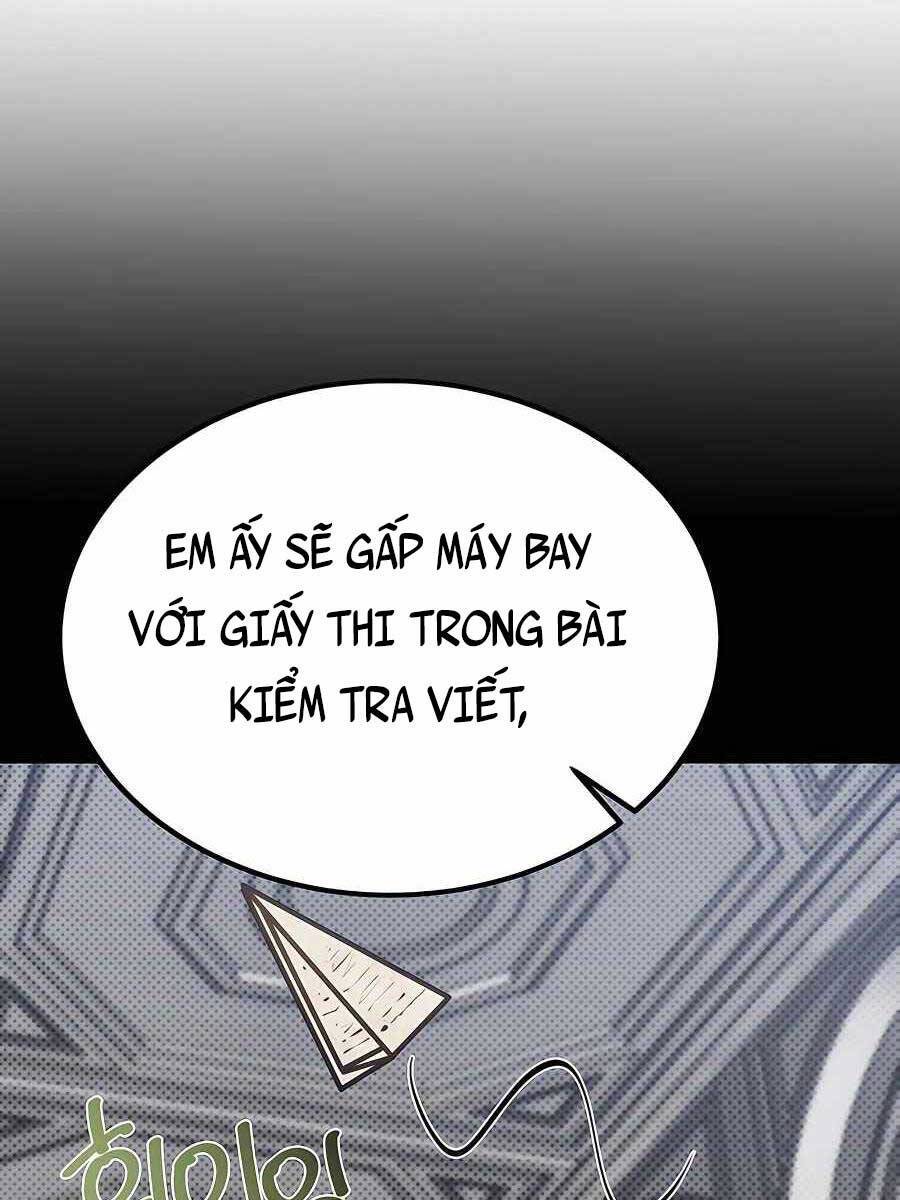 EM ẤY SẼ GẤP MÁY BAY
VỚI GIẤY THI TRONG BÀI
KIỂM TRA VIẾT,